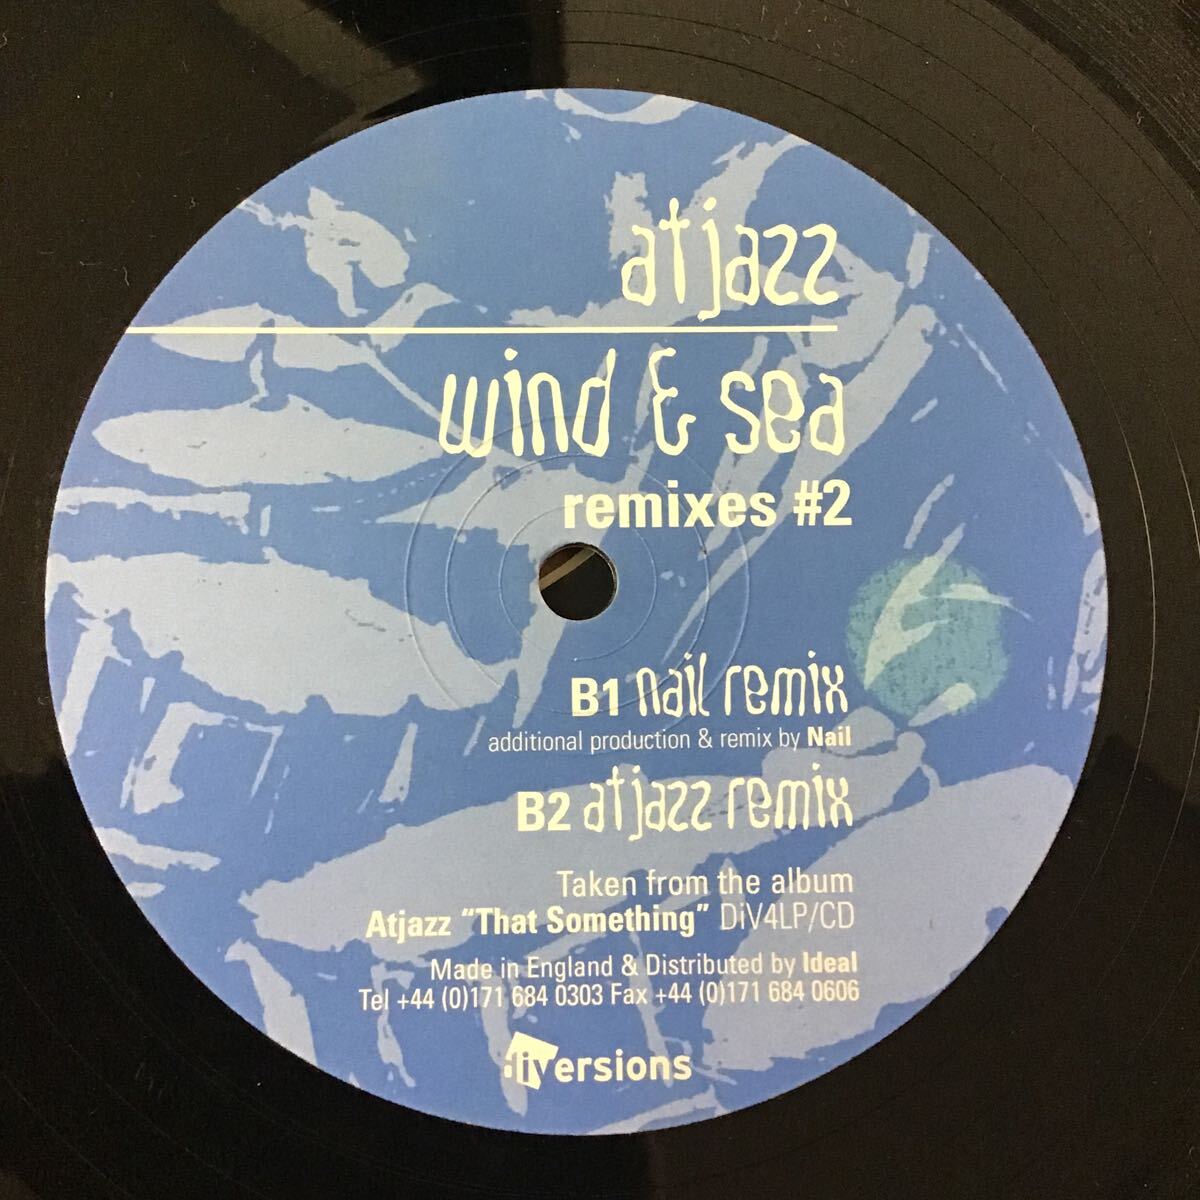 atjazz
wind & sea
remixes #2
B1 nail remix
additional production & remix by Nail
B2 atjazz remix
Taken from the album
Atjazz “That Something” DiV4LP/CD
Made in England & Distributed by Ideal
Tel +44 (0)171 684 0303 Fax +44 (0)171 684 0606
diversions